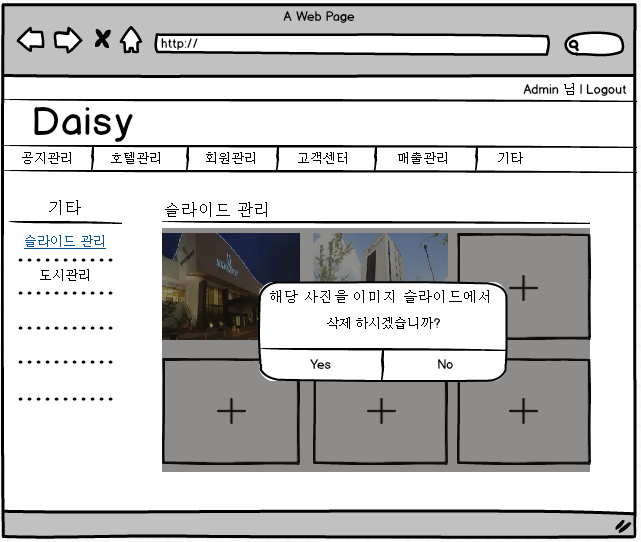 A Web Page
http://
Admin 님 | Logout
Daisy
공지관리 호텔관리 회원관리 고객센터 매출관리 기타
기타
슬라이드 관리
도시관리
슬라이드 관리
해당 사진을 이미지 슬라이드에서
삭제 하시겠습니까?
Yes No